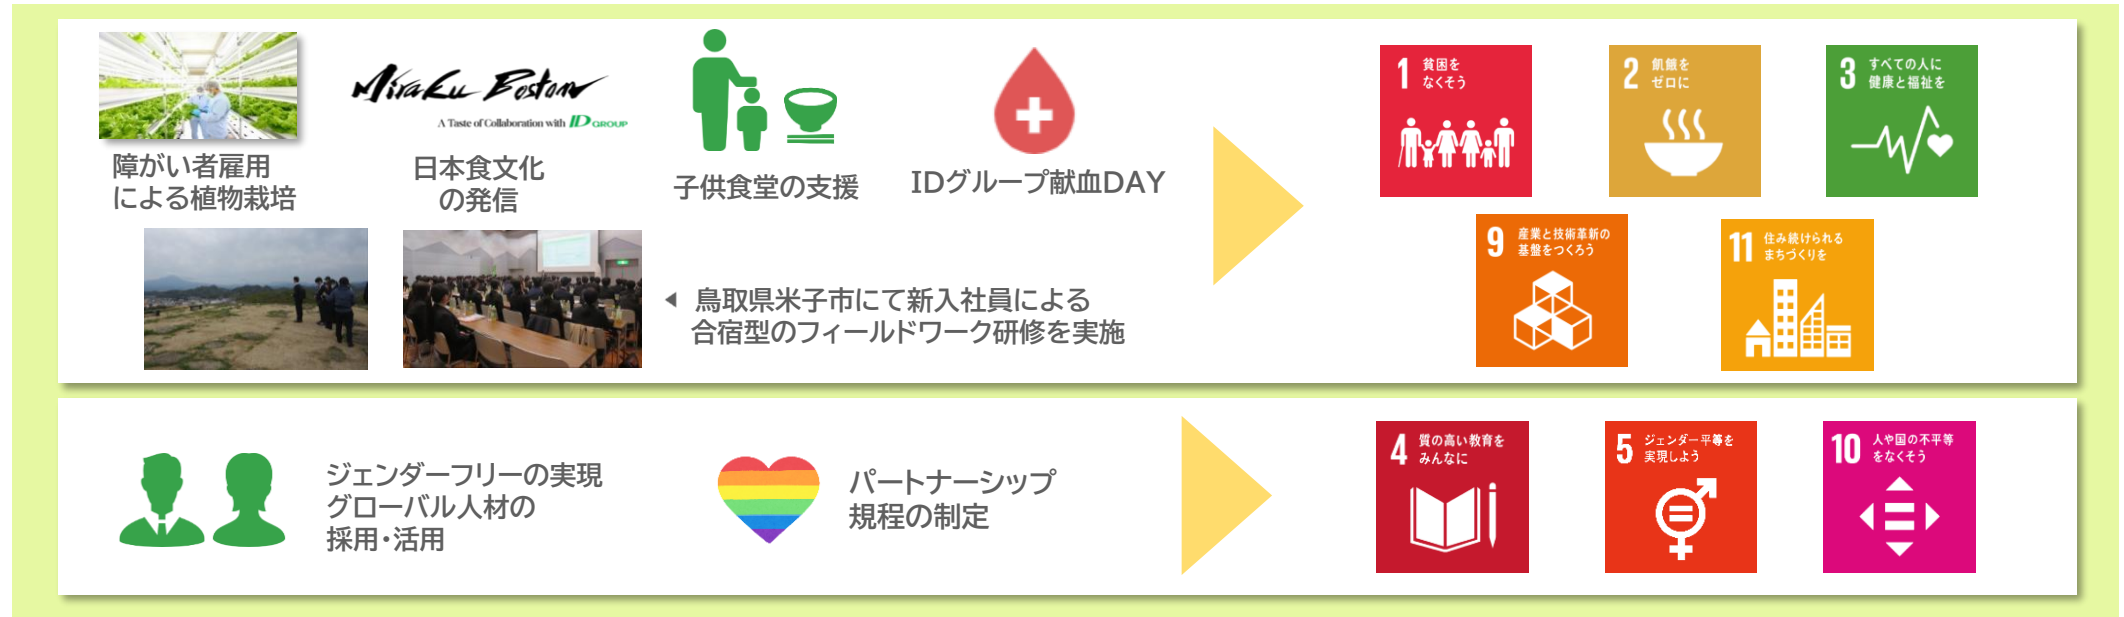 Miraku Boston
A Taste of Collaboration with ID GROUP
障がい者雇用
による植物栽培
日本食文化
の発信
子供食堂の支援
IDグループ献血DAY
◀ 鳥取県米子市にて新入社員による
合宿型のフィールドワーク研修を実施
1 貧困を
なくそう
2 飢餓を
ゼロに
3 すべての人に
健康と福祉を
9 産業と技術革新の
基盤をつくろう
11 住み続けられる
まちづくりを
ジェンダーフリーの実現
グローバル人材の
採用・活用
パートナーシップ
規程の制定
4 質の高い教育を
みんなに
5 ジェンダー平等を
実現しよう
10 人や国の不平等
をなくそう